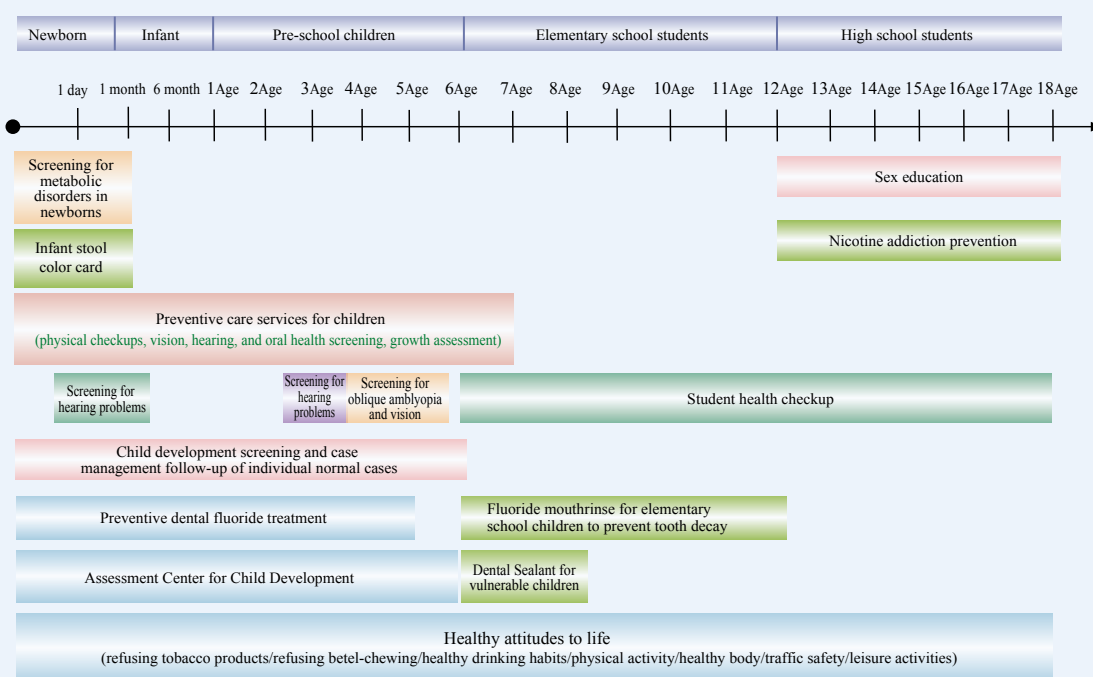 Newborn Infant Pre-school children Elementary school students High school students
1 day 1 month 6 month 1Age 2Age 3Age 4Age 5Age 6Age 7Age 8Age 9Age 10Age 11Age 12Age 13Age 14Age 15Age 16Age 17Age 18Age
Screening for
metabolic
disorders in
newborns
Sex education
Infant stool
color card
Nicotine addiction prevention
Preventive care services for children
(physical checkups, vision, hearing, and oral health screening, growth assessment)
Screening for
hearing problems
Screening for
hearing
problems
Screening for
oblique amblyopia
and vision
Student health checkup
Child development screening and case
management follow-up of individual normal cases
Preventive dental fluoride treatment
Fluoride mouthrinse for elementary
school children to prevent tooth decay
Assessment Center for Child Development
Dental Sealant for
vulnerable children
Healthy attitudes to life
(refusing tobacco products/refusing betel-chewing/healthy drinking habits/physical activity/healthy body/traffic safety/leisure activities)